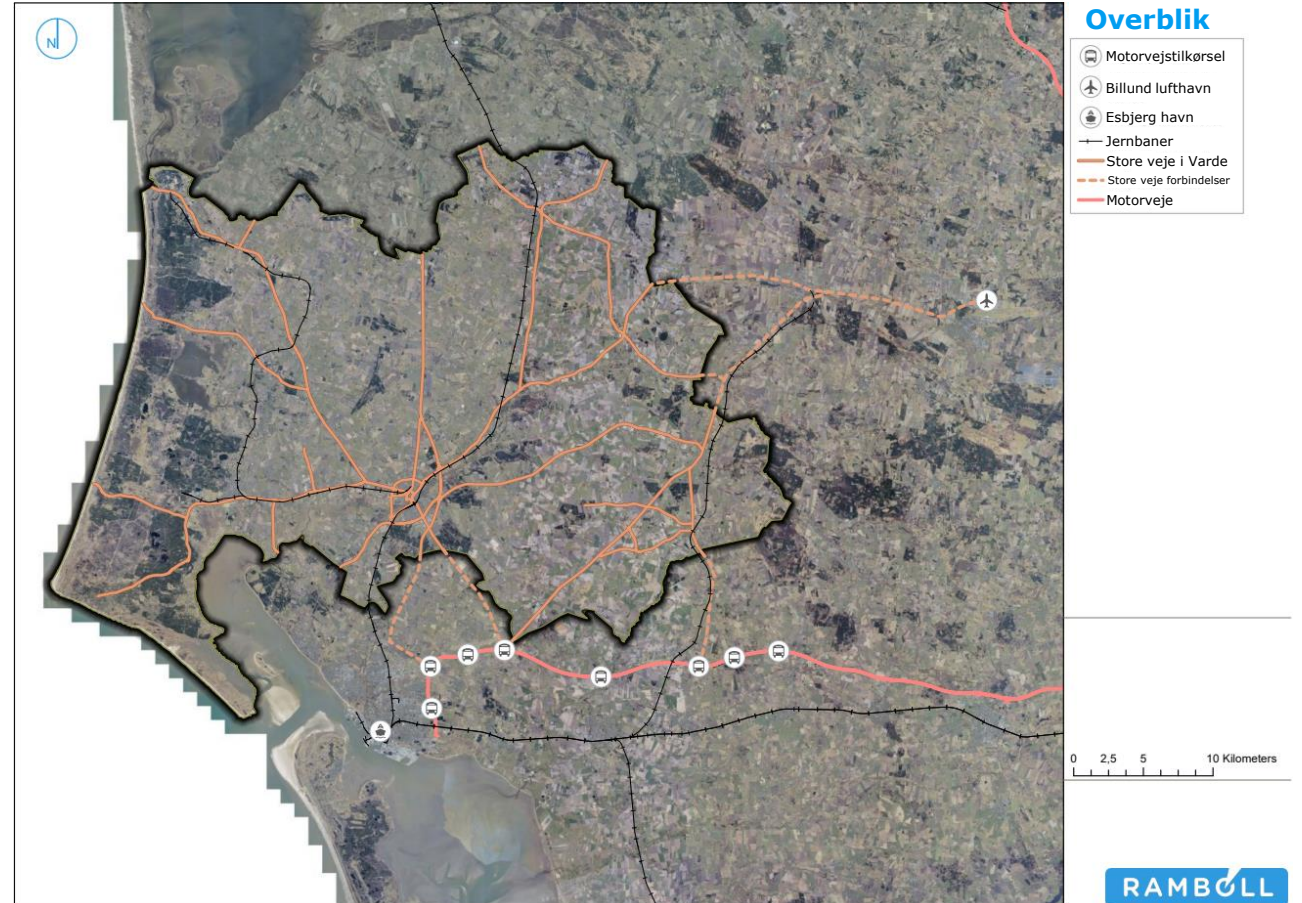 N
Overblik
Motorvejstilkørsel
Billund lufthavn
Esbjerg havn
Jernbaner
Store veje i Varde
Store veje forbindelser
Motorveje
0 2,5 5 10 Kilometers
RAMBOLL